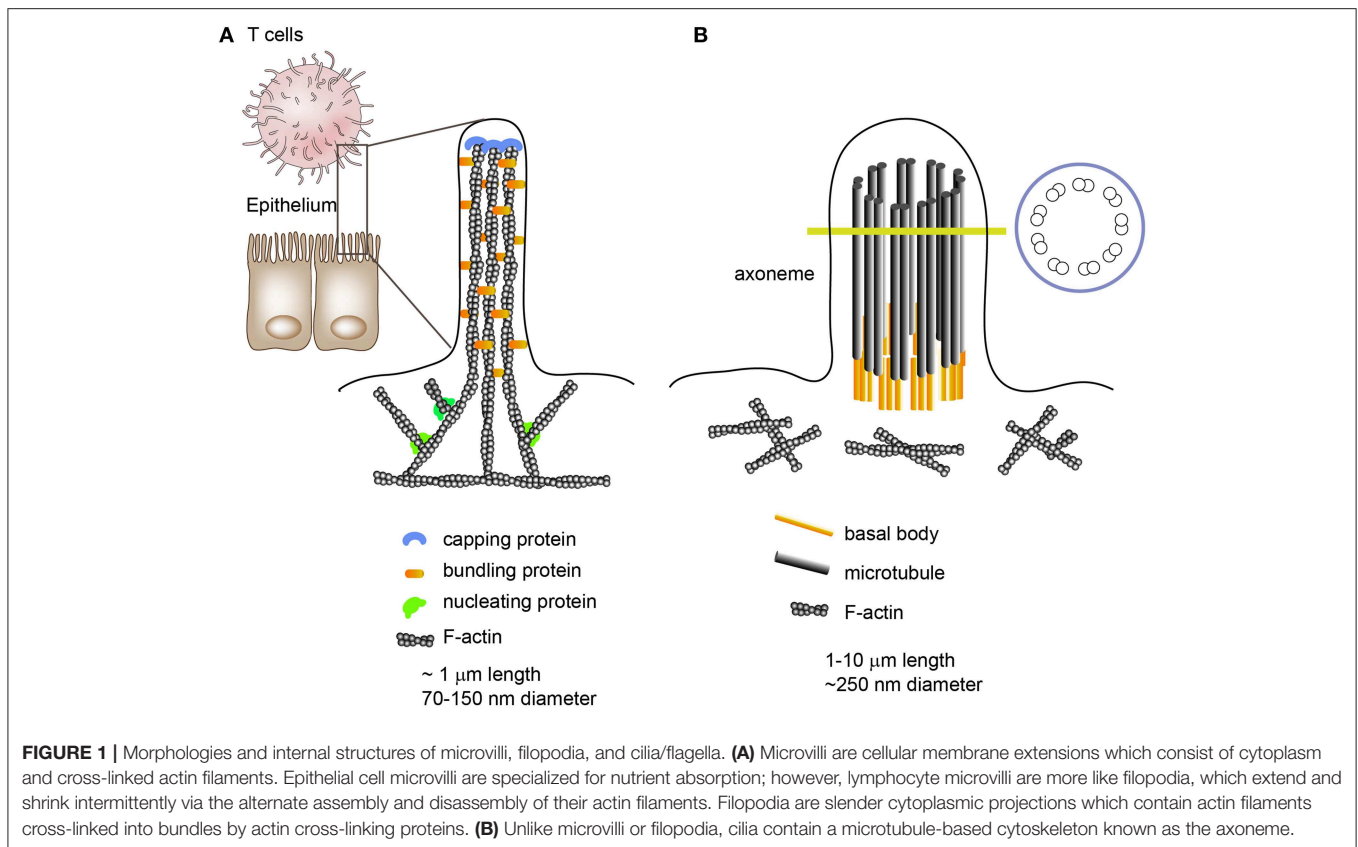 A T cells
B
Epithelium
axoneme
capping protein
bundling protein
nucleating protein
F-actin
~ 1 μm length
70-150 nm diameter
basal body
microtubule
F-actin
1-10 μm length
~250 nm diameter
FIGURE 1 | Morphologies and internal structures of microvilli, filopodia, and cilia/flagella. (A) Microvilli are cellular membrane extensions which consist of cytoplasm
and cross-linked actin filaments. Epithelial cell microvilli are specialized for nutrient absorption; however, lymphocyte microvilli are more like filopodia, which extend and
shrink intermittently via the alternate assembly and disassembly of their actin filaments. Filopodia are slender cytoplasmic projections which contain actin filaments
cross-linked into bundles by actin cross-linking proteins. (B) Unlike microvilli or filopodia, cilia contain a microtubule-based cytoskeleton known as the axoneme.